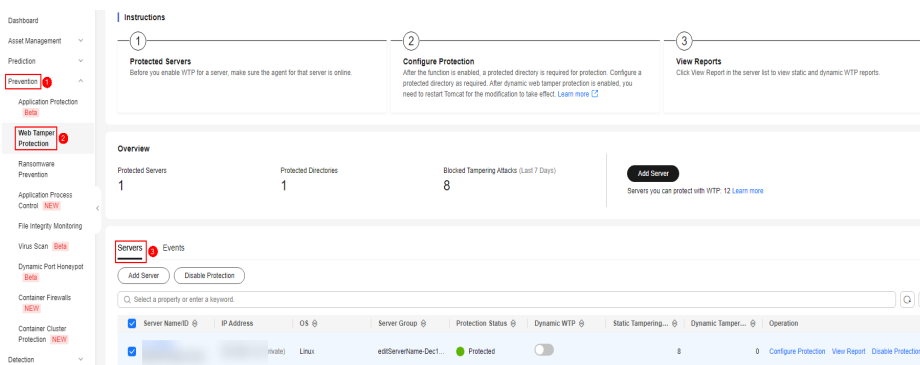 Dashboard
Asset Management
Prediction
Prevention 1
Application Protection
Beta
Web Tamper
Protection 2
Ransomware
Prevention
Application Process
Control NEW
File Integrity Monitoring
Virus Scan Beta
Dynamic Port Honeypot
Beta
Container Firewalls
NEW
Container Cluster
Protection NEW
Detection
Instructions
1
Protected Servers
Before you enable WTP for a server, make sure the agent for that server is online.
2
Configure Protection
After the function is enabled, a protected directory is required for protection. Configure a
protected directory as required. After dynamic web tamper protection is enabled, you
need to restart Tomcat for the modification to take effect. Learn more
3
View Reports
Click View Report in the server list to view static and dynamic WTP reports.
Overview
Protected Servers
1
Protected Directories
1
Blocked Tampering Attacks (Last 7 Days)
8
Add Server
Servers you can protect with WTP: 12 Learn more
Servers 3 Events
Add Server Disable Protection
Select a property or enter a keyword.
Server Name/ID IP Address OS Server Group Protection Status Dynamic WTP Static Tampering... Dynamic Tamper... Operation
Linux editServerName-Dec1... Protected 8 0 Configure Protection View Report Disable Protection